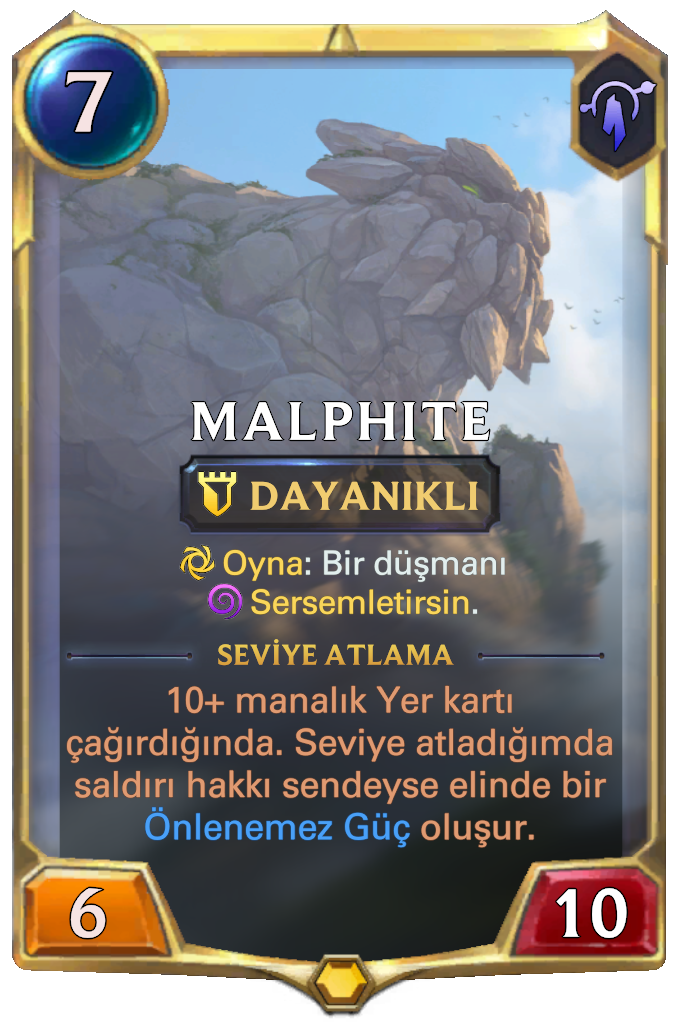 7
MALPHITE
DAYANIKLI
Oyna: Bir düşmanı
Sersemletirsin.
SEVİYE ATLAMA
10+ manalık Yer kartı
çağırdığında. Seviye atladığımda
saldırı hakkı sendeyse elinde bir
Önlenemez Güç oluşur.
6
10